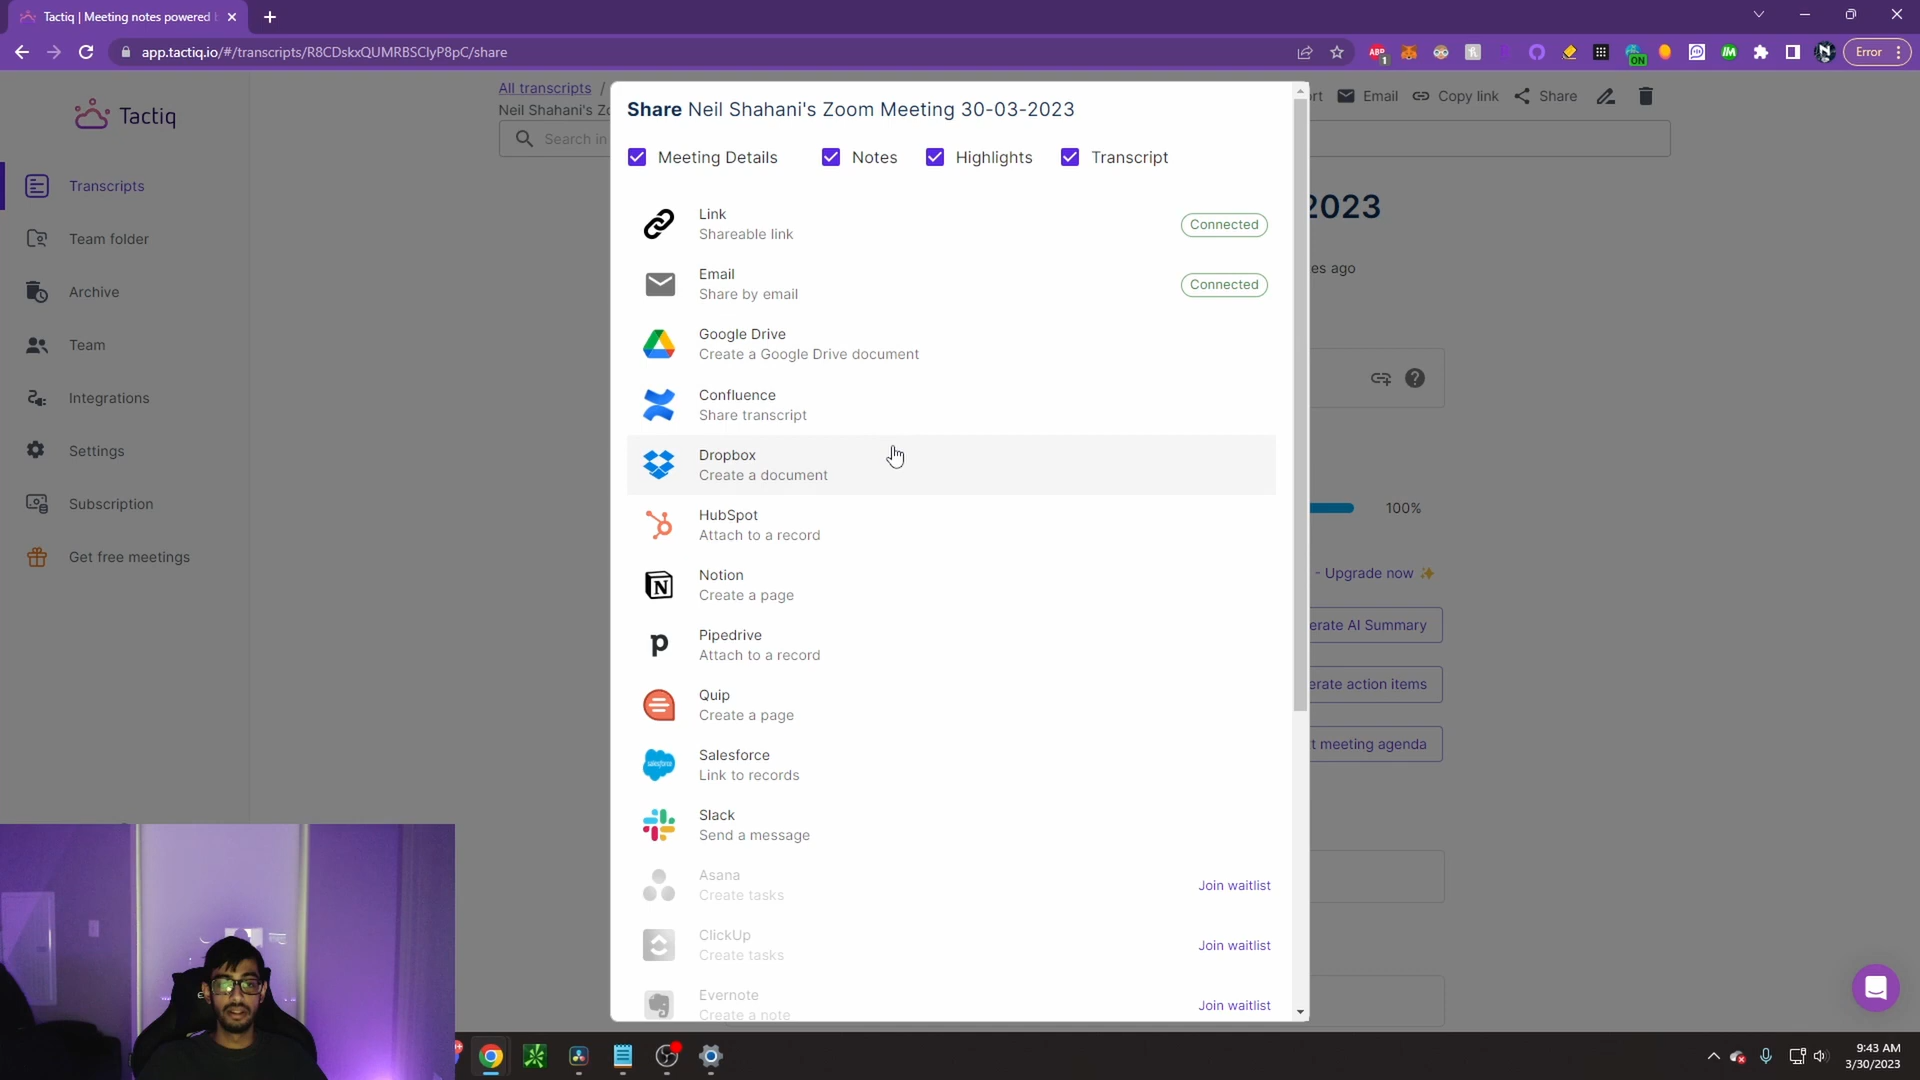 Tactiq | Meeting notes powered
app.tactiq.io/#/transcripts/R8CDskxQUMRBSClyP8pC/share
ABP
1
ON
Error
Tactiq
Transcripts
Team folder
Archive
Team
Integrations
Settings
Subscription
Get free meetings
All transcripts /
Neil Shahani's Zo
Search in
rt
Email
Copy link
Share
Share Neil Shahani's Zoom Meeting 30-03-2023
Meeting Details
Notes
Highlights
Transcript
Link
Shareable link
Connected
Email
Share by email
Connected
Google Drive
Create a Google Drive document
Confluence
Share transcript
Dropbox
Create a document
HubSpot
Attach to a record
Notion
Create a page
Pipedrive
Attach to a record
Quip
Create a page
salesforce
Salesforce
Link to records
Slack
Send a message
Asana
Create tasks
Join waitlist
ClickUp
Create tasks
Join waitlist
Evernote
Create a note
Join waitlist
2023
es ago
100%
- Upgrade now
erate AI Summary
erate action items
t meeting agenda
9:43 AM
3/30/2023